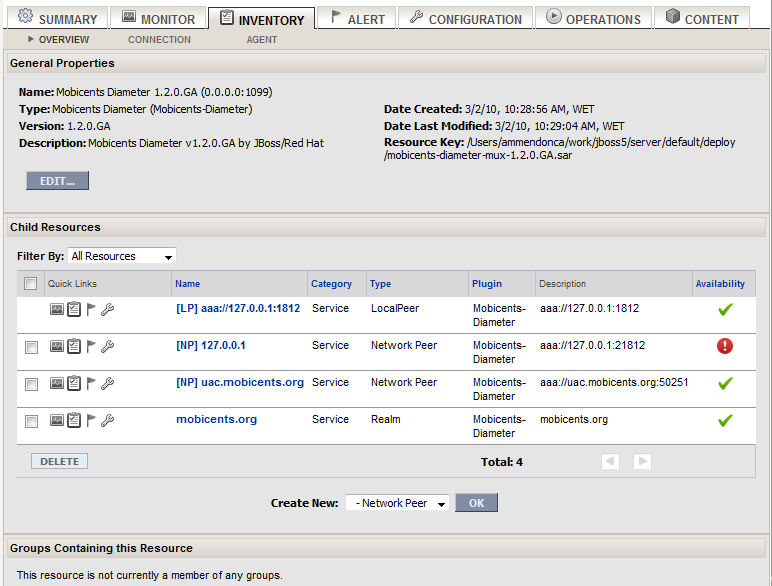 SUMMARY MONITOR INVENTORY ALERT CONFIGURATION OPERATIONS CONTENT
OVERVIEW CONNECTION AGENT
General Properties
Name: Mobicents Diameter 1.2.0.GA (0.0.0.0:1099)
Type: Mobicents Diameter (Mobicents-Diameter)
Version: 1.2.0.GA
Description: Mobicents Diameter v1.2.0.GA by JBoss/Red Hat
Date Created: 3/2/10, 10:28:56 AM, WET
Date Last Modified: 3/2/10, 10:29:04 AM, WET
Resource Key: /Users/ammendonca/work/jboss5/server/default/deploy
/mobicents-diameter-mux-1.2.0.GA.sar
EDIT...
Child Resources
Filter By: All Resources
Quick Links Name Category Type Plugin Description Availability
[LP] aaa://127.0.0.1:1812 Service LocalPeer Mobicents- aaa://127.0.0.1:1812
Diameter
[NP] 127.0.0.1 Service Network Peer Mobicents- aaa://127.0.0.1:21812
Diameter
[NP] uac.mobicents.org Service Network Peer Mobicents- aaa://uac.mobicents.org:50251
Diameter
mobicents.org Service Realm Mobicents- mobicents.org
Diameter
DELETE Total: 4
Create New: - Network Peer OK
Groups Containing this Resource
This resource is not currently a member of any groups.